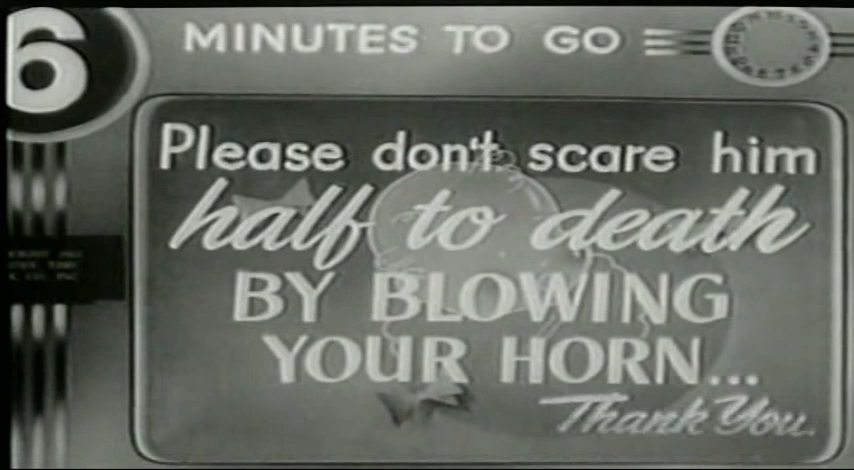 6 MINUTES TO GO
Please don't scare him
half to death
BY BLOWING
YOUR HORN...
Thank You.